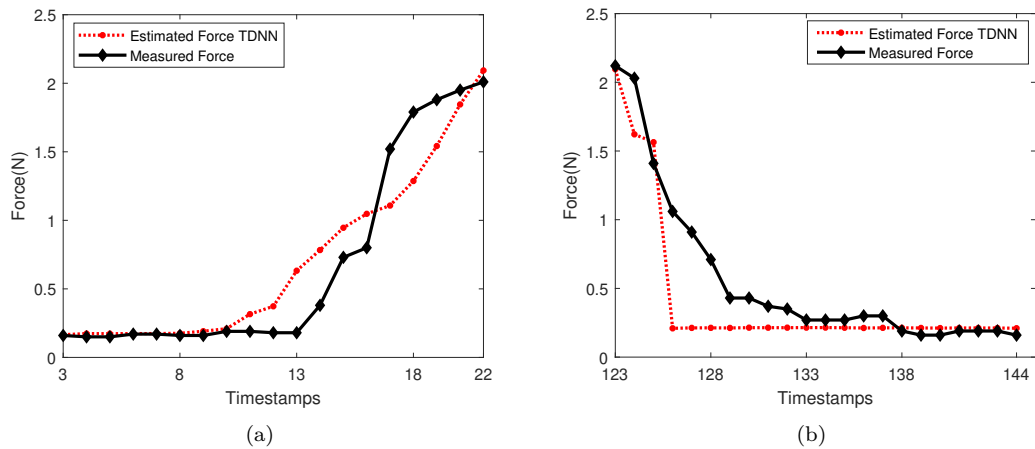 2.5
2
1.5
1
0.5
0
Force(N)
3
8
13
18
22
Timestamps
Estimated Force TDNN
Measured Force
(a)
2.5
2
1.5
1
0.5
0
Force(N)
123
128
133
138
144
Timestamps
Estimated Force TDNN
Measured Force
(b)